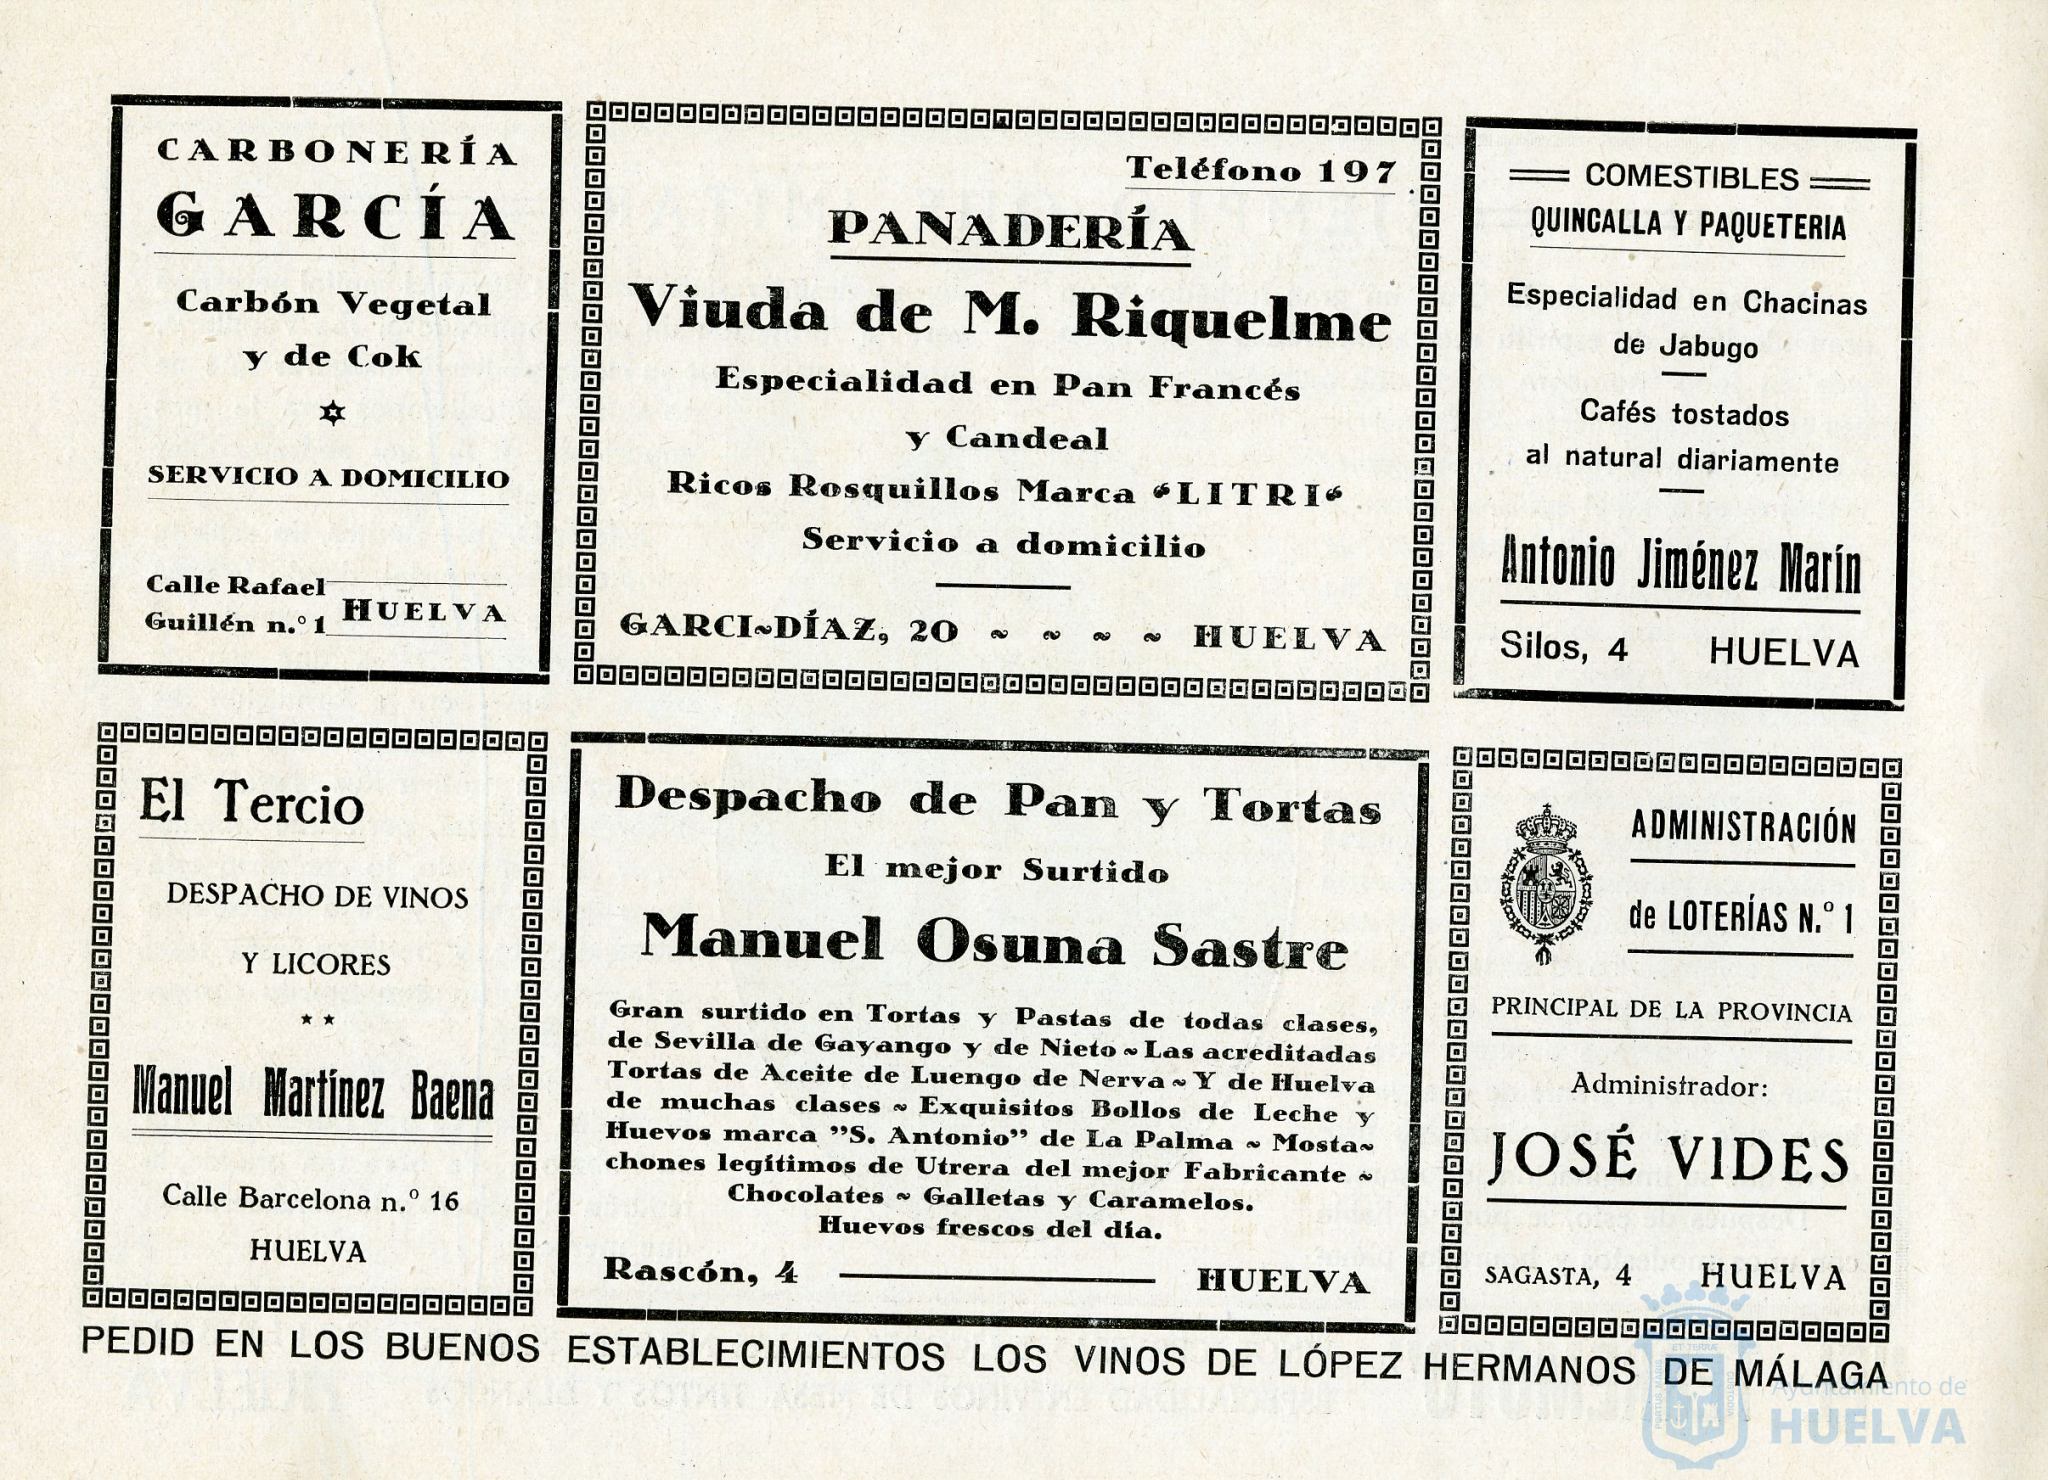 CARBONERÍA
GARCÍA
Carbón Vegetal
y de Cok
SERVICIO A DOMICILIO
Calle Rafael
Guillén n.º 1
HUELVA
Teléfono 197
PANADERÍA
Viuda de M. Riquelme
Especialidad en Pan Francés
y Candeal
Ricos Rosquillos Marca “LITRI“
Servicio a domicilio
GARCI~DÍAZ, 20 ~ ~ ~ ~ HUELVA
COMESTIBLES
QUINCALLA Y PAQUETERIA
Especialidad en Chacinas
de Jabugo
Cafés tostados
al natural diariamente
Antonio Jiménez Marín
Silos, 4 HUELVA
El Tercio
DESPACHO DE VINOS
Y LICORES
Manuel Martínez Baena
Calle Barcelona n.º 16
HUELVA
Despacho de Pan y Tortas
El mejor Surtido
Manuel Osuna Sastre
Gran surtido en Tortas y Pastas de todas clases,
de Sevilla de Gayango y de Nieto ~ Las acreditadas
Tortas de Aceite de Luengo de Nerva ~ Y de Huelva
de muchas clases ~ Exquisitos Bollos de Leche y
Huevos marca ”S. Antonio” de La Palma ~ Mosta~
chones legítimos de Utrera del mejor Fabricante ~
Chocolates ~ Galletas y Caramelos.
Huevos frescos del día.
Rascón, 4 HUELVA
ADMINISTRACIÓN
de LOTERÍAS N.º 1
PRINCIPAL DE LA PROVINCIA
Administrador:
JOSÉ VIDES
SAGASTA, 4 HUELVA
PEDID EN LOS BUENOS ESTABLECIMIENTOS LOS VINOS DE LÓPEZ HERMANOS DE MÁLAGA
PORTUS MARIS ET TERRAE CUSTODIA
Ayuntamiento de
HUELVA